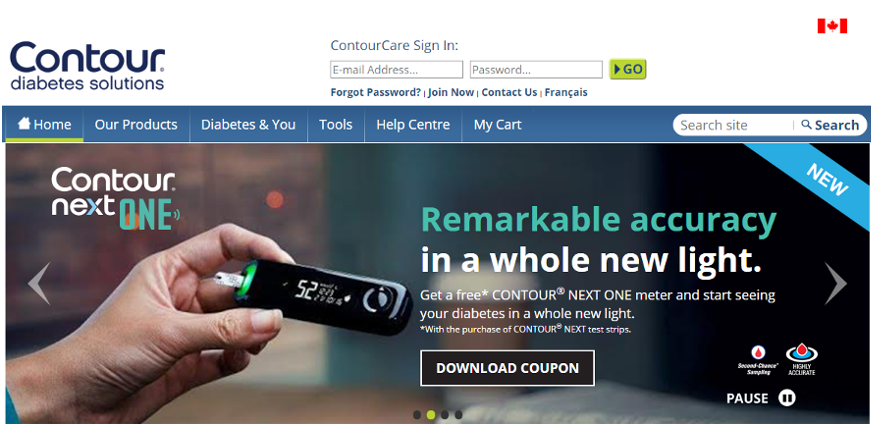 Contour
diabetes solutions
ContourCare Sign In:
E-mail Address...
Password...
GO
Forgot Password? | Join Now | Contact Us | Français
Home
Our Products
Diabetes & You
Tools
Help Centre
My Cart
Search site
Search
Contour
next ONE
NEW
Remarkable accuracy
in a whole new light.
Get a free* CONTOUR® NEXT ONE meter and start seeing
your diabetes in a whole new light.
*With the purchase of CONTOUR® NEXT test strips.
DOWNLOAD COUPON
5.2
Second-Chance®
Sampling
HIGHLY
ACCURATE
PAUSE